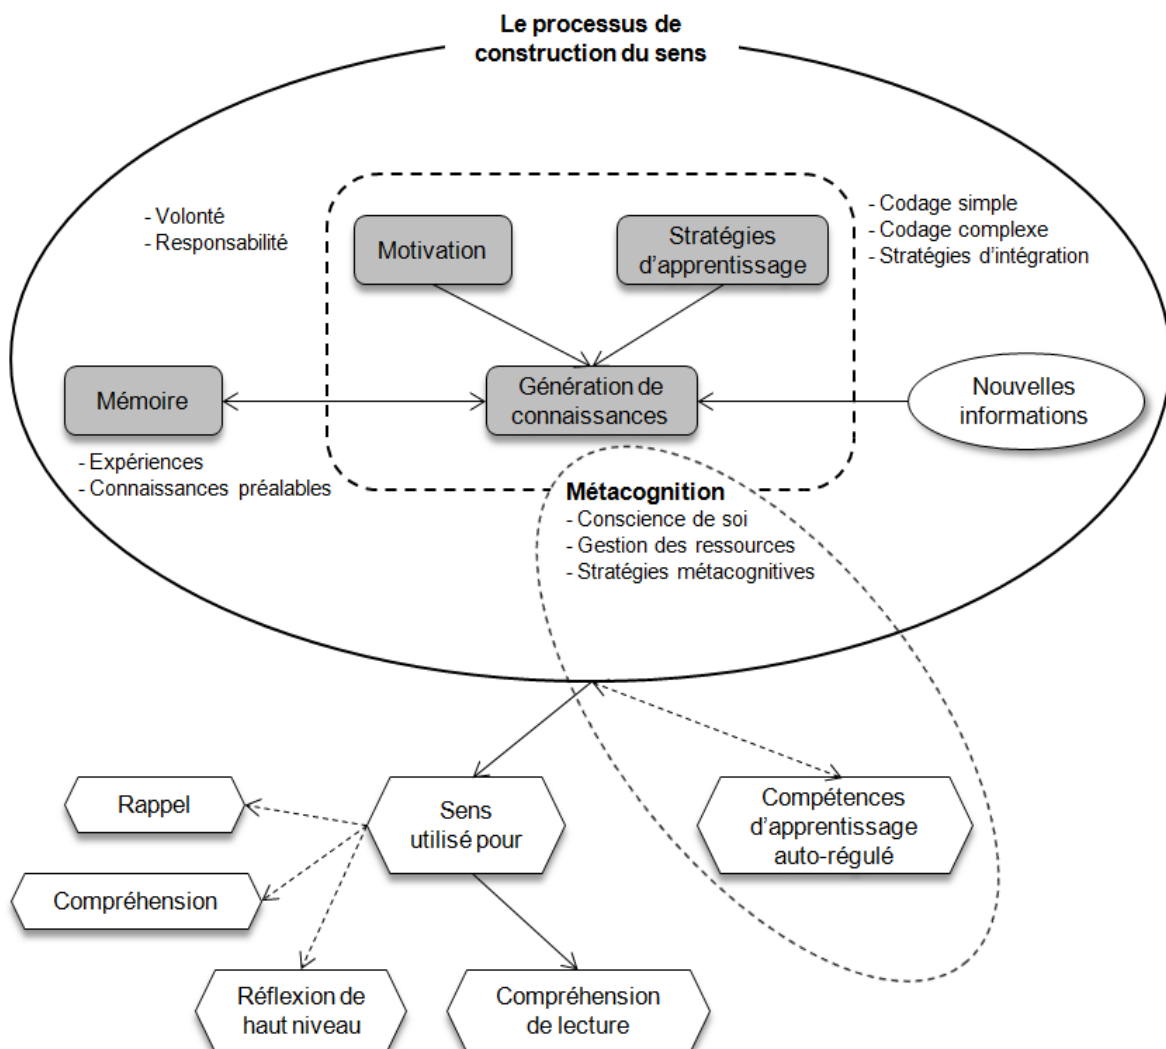 Le processus de
construction du sens
- Volonté
- Responsabilité
Motivation
Stratégies
d'apprentissage
- Codage simple
- Codage complexe
- Stratégies d'intégration
Mémoire
- Expériences
- Connaissances préalables
Génération de
connaissances
Nouvelles
informations
Métacognition
- Conscience de soi
- Gestion des ressources
- Stratégies métacognitives
Rappel
Compréhension
Réflexion de
haut niveau
Sens
utilisé pour
Compréhension
de lecture
Compétences
d'apprentissage
auto-régulé